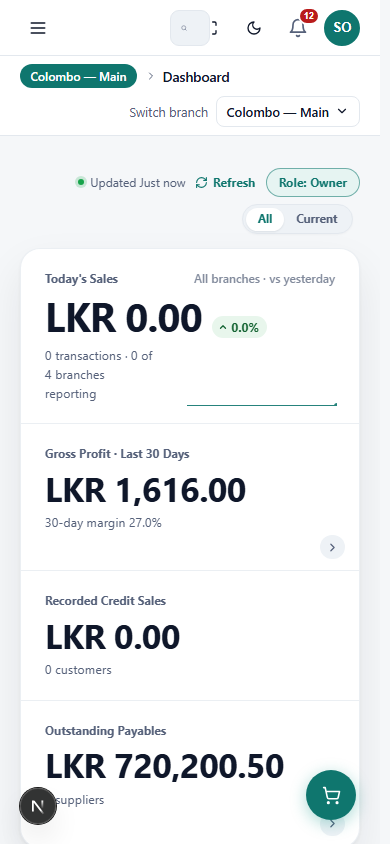 12
SO
Colombo — Main
Dashboard
Switch branch
Colombo — Main
Updated Just now
Refresh
Role: Owner
All
Current
Today's Sales
All branches · vs yesterday
LKR 0.00
0.0%
0 transactions · 0 of
4 branches
reporting
Gross Profit · Last 30 Days
LKR 1,616.00
30-day margin 27.0%
Recorded Credit Sales
LKR 0.00
0 customers
Outstanding Payables
LKR 720,200.50
suppliers
N